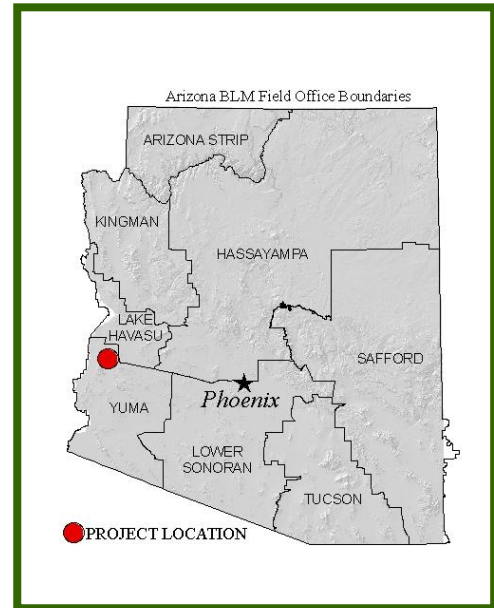 Arizona BLM Field Office Boundaries
ARIZONA STRIP
KINGMAN
HASSAYAMPA
LAKE
HAVASU
SAFFORD
Phoenix
YUMA
LOWER
SONORAN
TUCSON
PROJECT LOCATION